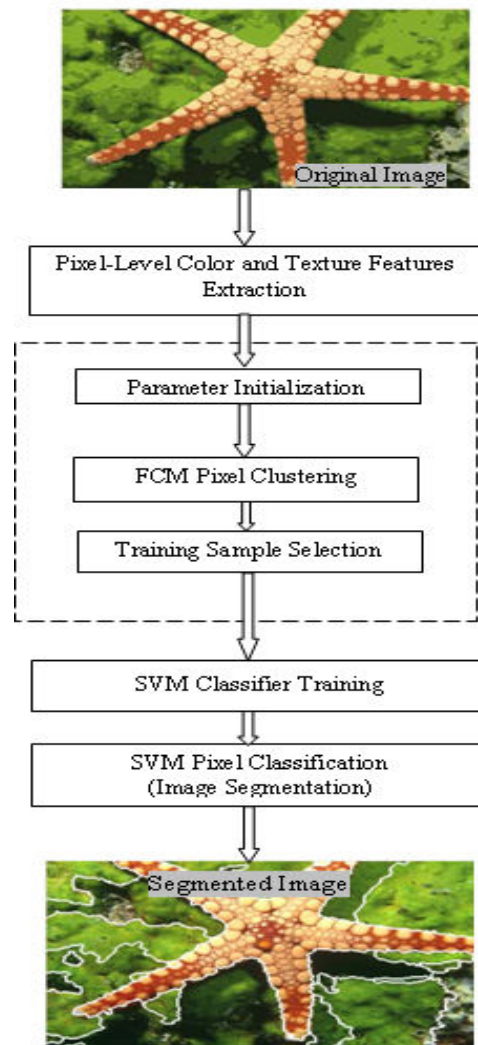 Original Image
Pixel-Level Color and Texture Features
Extraction
Parameter Initialization
FCM Pixel Clustering
Training Sample Selection
SVM Classifier Training
SVM Pixel Classification
(Image Segmentation)
Segmented Image